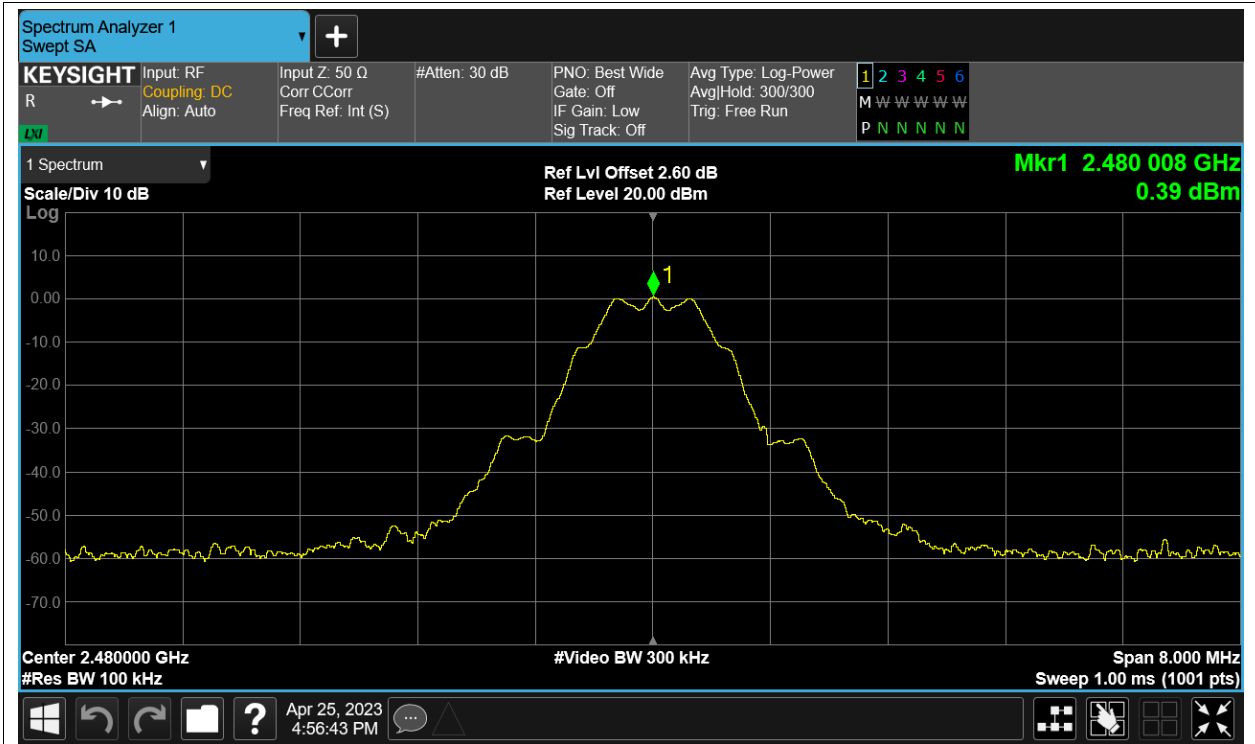 Spectrum Analyzer 1
Swept SA
▼
+
KEYSIGHT
R
LXI
Input: RF
Coupling: DC
Align: Auto
Input Z: 50 Ω
Corr CCorr
Freq Ref: Int (S)
#Atten: 30 dB
PNO: Best Wide
Gate: Off
IF Gain: Low
Sig Track: Off
Avg Type: Log-Power
Avg|Hold: 300/300
Trig: Free Run
1 2 3 4 5 6
M W W W W W
P N N N N N
1 Spectrum ▼
Scale/Div 10 dB
Log
Ref Lvl Offset 2.60 dB
Ref Level 20.00 dBm
Mkr1 2.480 008 GHz
0.39 dBm
1
10.0
0.00
-10.0
-20.0
-30.0
-40.0
-50.0
-60.0
-70.0
Center 2.480000 GHz
#Res BW 100 kHz
#Video BW 300 kHz
Span 8.000 MHz
Sweep 1.00 ms (1001 pts)
?
Apr 25, 2023
4:56:43 PM